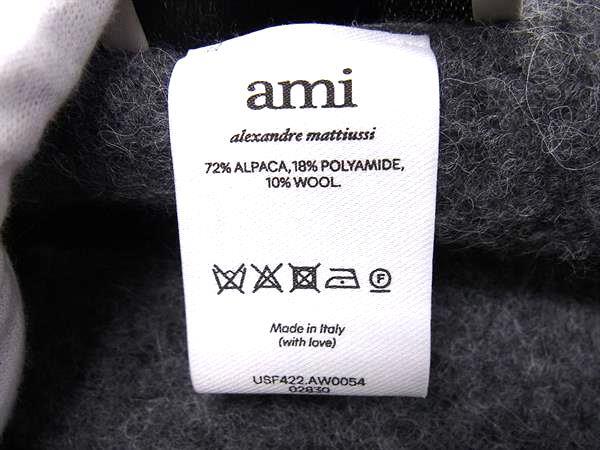 ami
alexandre mattiussi
72% ALPACA,18% POLYAMIDE,
10% WOOL.
F
Made in Italy
(with love)
USF422.AW0054
02830